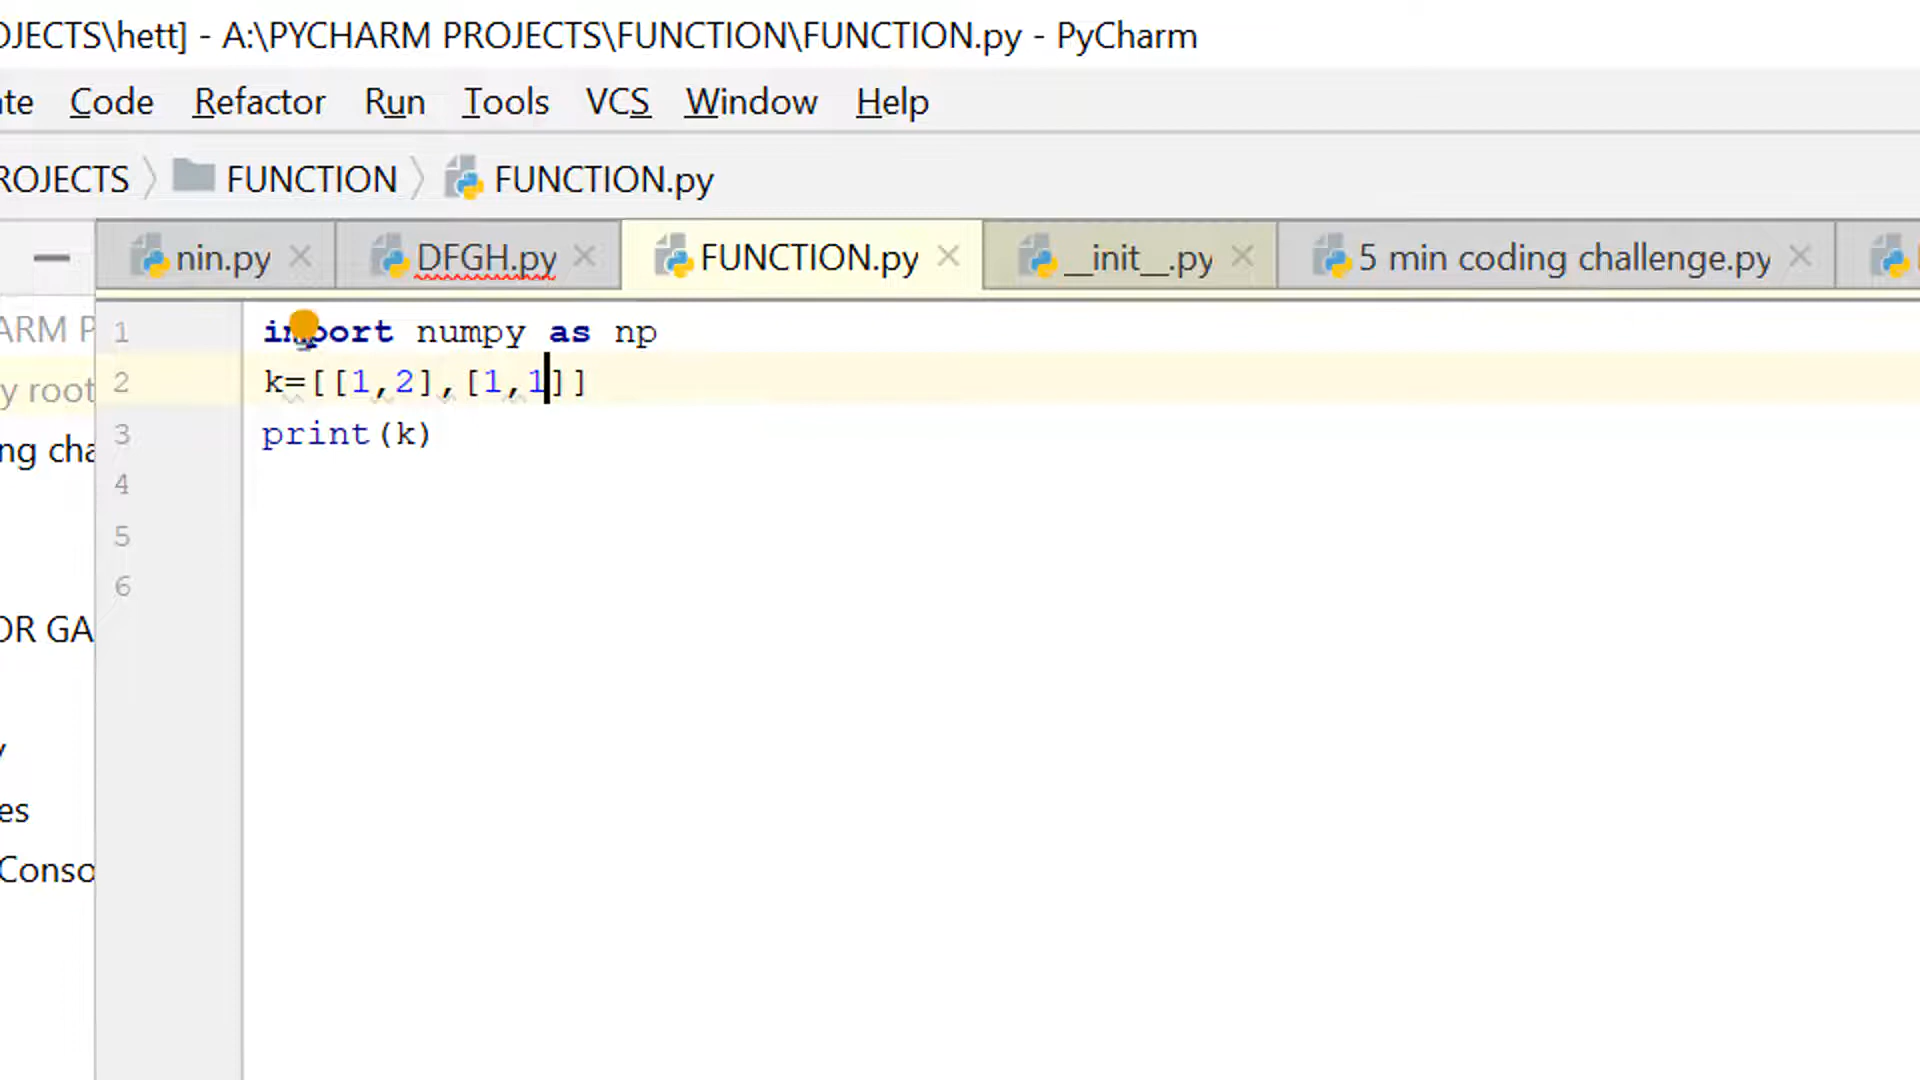 OJECTS\hett] - A:\PYCHARM PROJECTS\FUNCTION\FUNCTION.py - PyCharm
te Code Refactor Run Tools VCS Window Help
ROJECTS FUNCTION FUNCTION.py
nin.py DFGH.py FUNCTION.py __init__.py 5 min coding challenge.py
ARM P
y root
ng cha
OR GA
y
es
Conso
1 import numpy as np
2 k=[[1,2],[1,1]]
3 print(k)
4
5
6